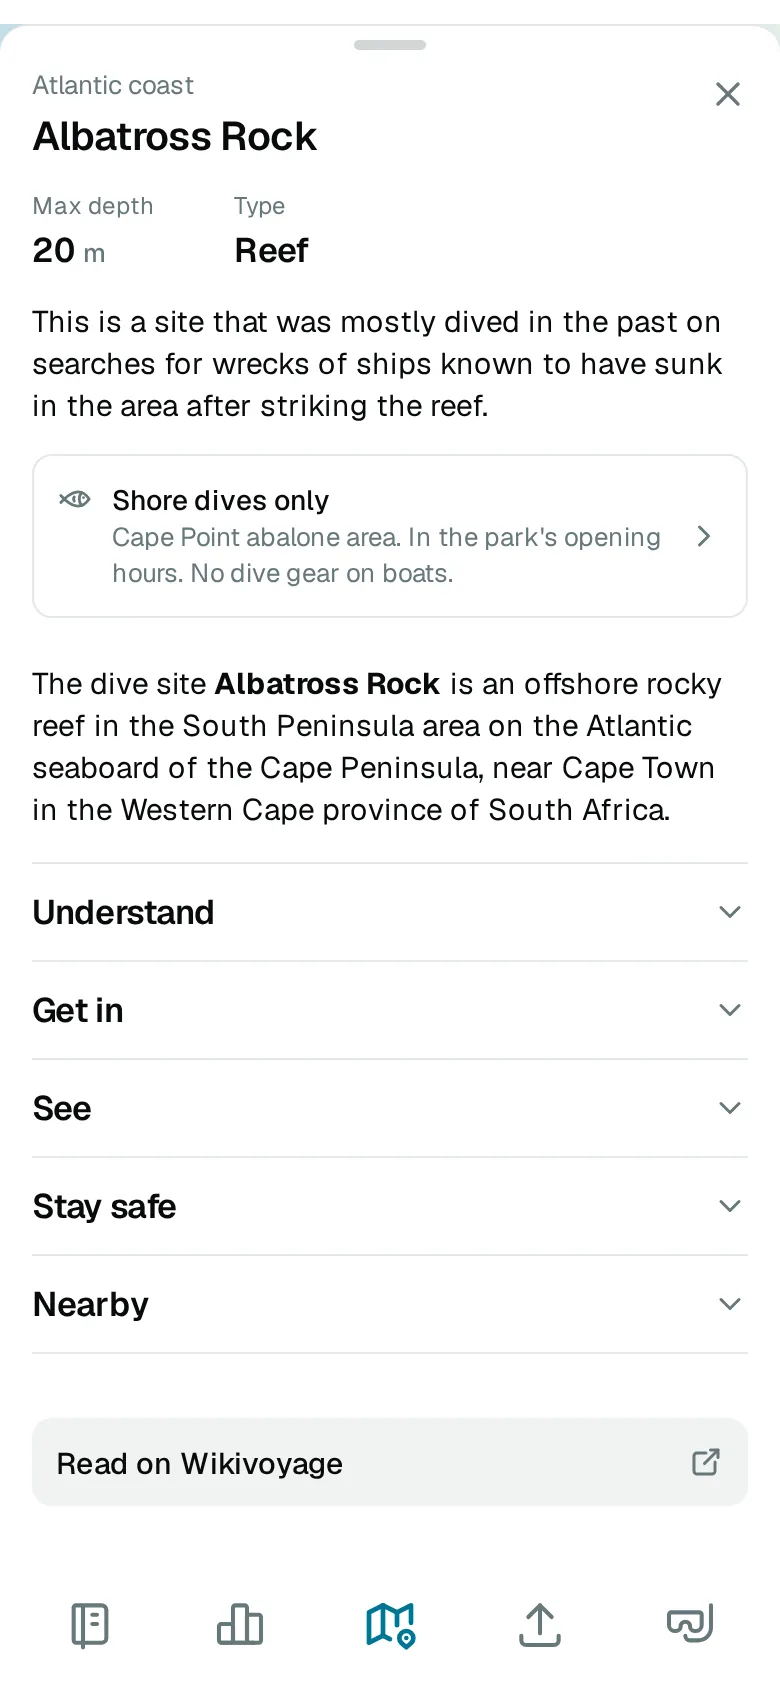 Atlantic coast
Albatross Rock
Max depth
Type
20 m
Reef
This is a site that was mostly dived in the past on
searches for wrecks of ships known to have sunk
in the area after striking the reef.
Shore dives only
Cape Point abalone area. In the park's opening
hours. No dive gear on boats.
The dive site Albatross Rock is an offshore rocky
reef in the South Peninsula area on the Atlantic
seaboard of the Cape Peninsula, near Cape Town
in the Western Cape province of South Africa.
Understand
Get in
See
Stay safe
Nearby
Read on Wikivoyage